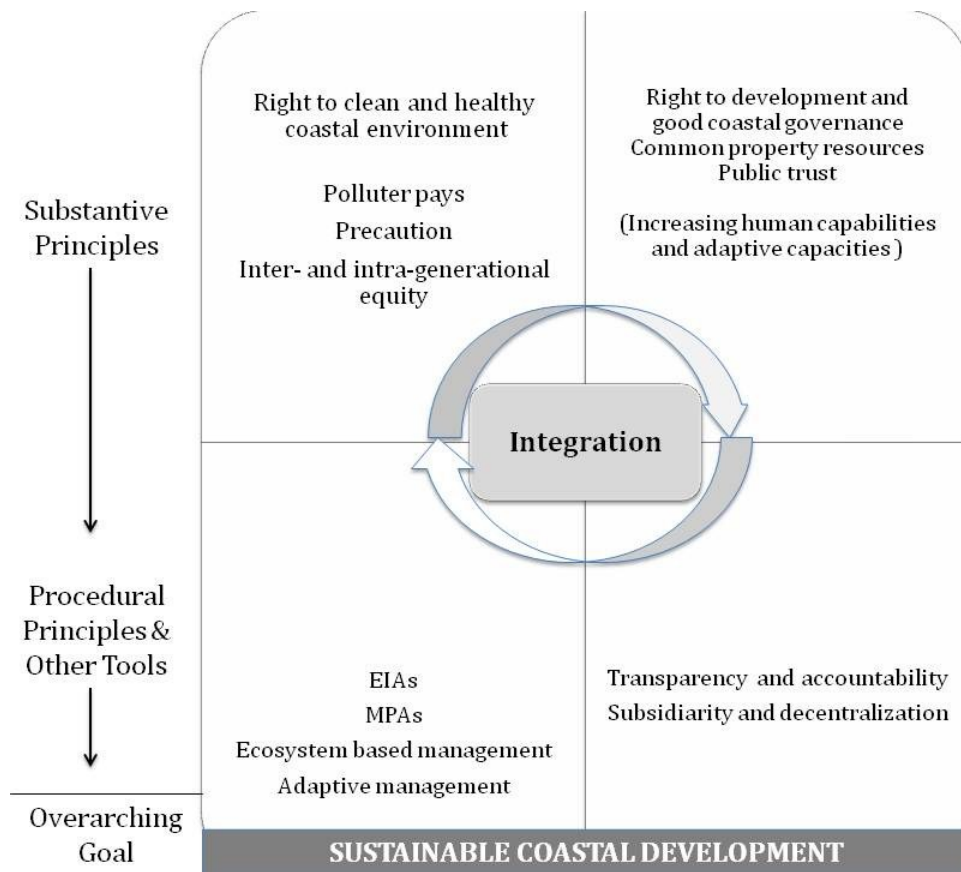 Substantive
Principles
Procedural
Principles &
Other Tools
Overarching
Goal
Right to clean and healthy
coastal environment
Polluter pays
Precaution
Inter- and intra-generational
equity
Right to development and
good coastal governance
Common property resources
Public trust
(Increasing human capabilities
and adaptive capacities )
Integration
EIAs
MPAs
Ecosystem based management
Adaptive management
Transparency and accountability
Subsidiarity and decentralization
SUSTAINABLE COASTAL DEVELOPMENT